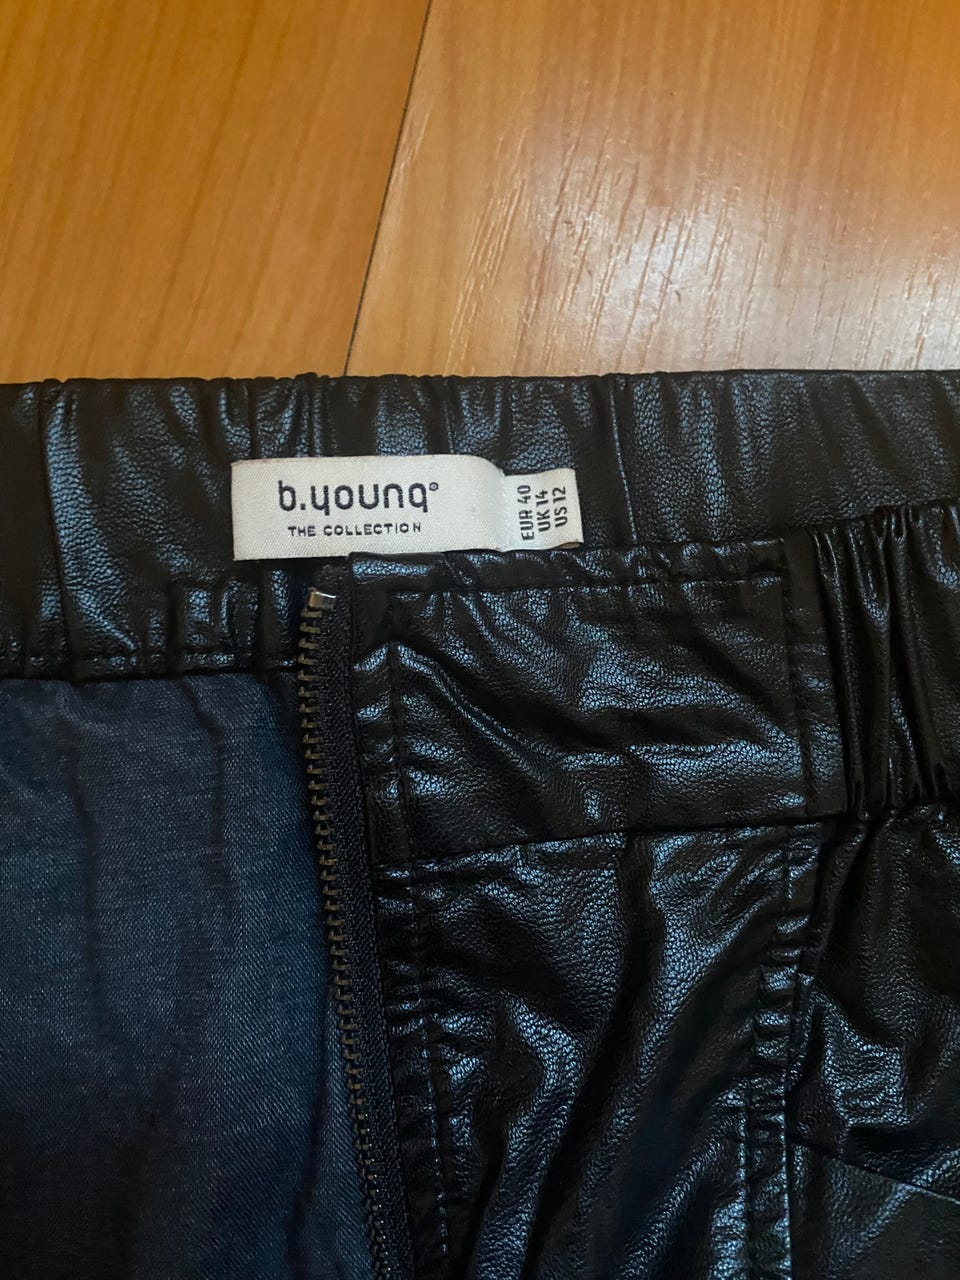 b.young®
THE COLLECTION
EUR 40
UK 14
US 12